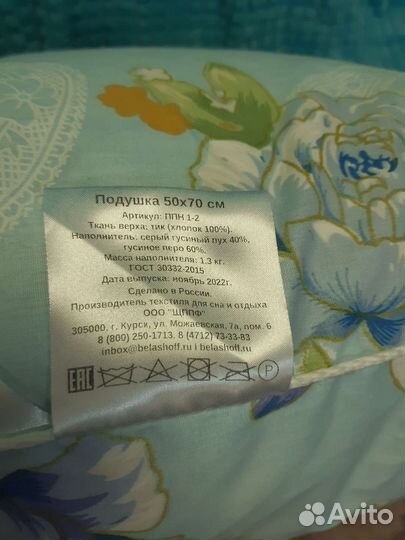 Подушка 50x70 см
Артикул: ППН 1-2
Ткань верха: тик (хлопок 100%).
Наполнитель: серый гусиный пух 40%,
гусиное перо 60%.
Масса наполнителя: 1.3 кг.
ГОСТ 30332-2015
Дата выпуска: ноябрь 2022г.
Сделано в России.
Производитель текстиля для сна и отдыха
ООО "ЩППФ"
305000, г. Курск, ул. Можаевская, 7а, пом. 6
8 (800) 250-1713, 8 (4712) 73-33-83
inbox@belashoff.ru i belashoff.ru
EAC
P
Avito